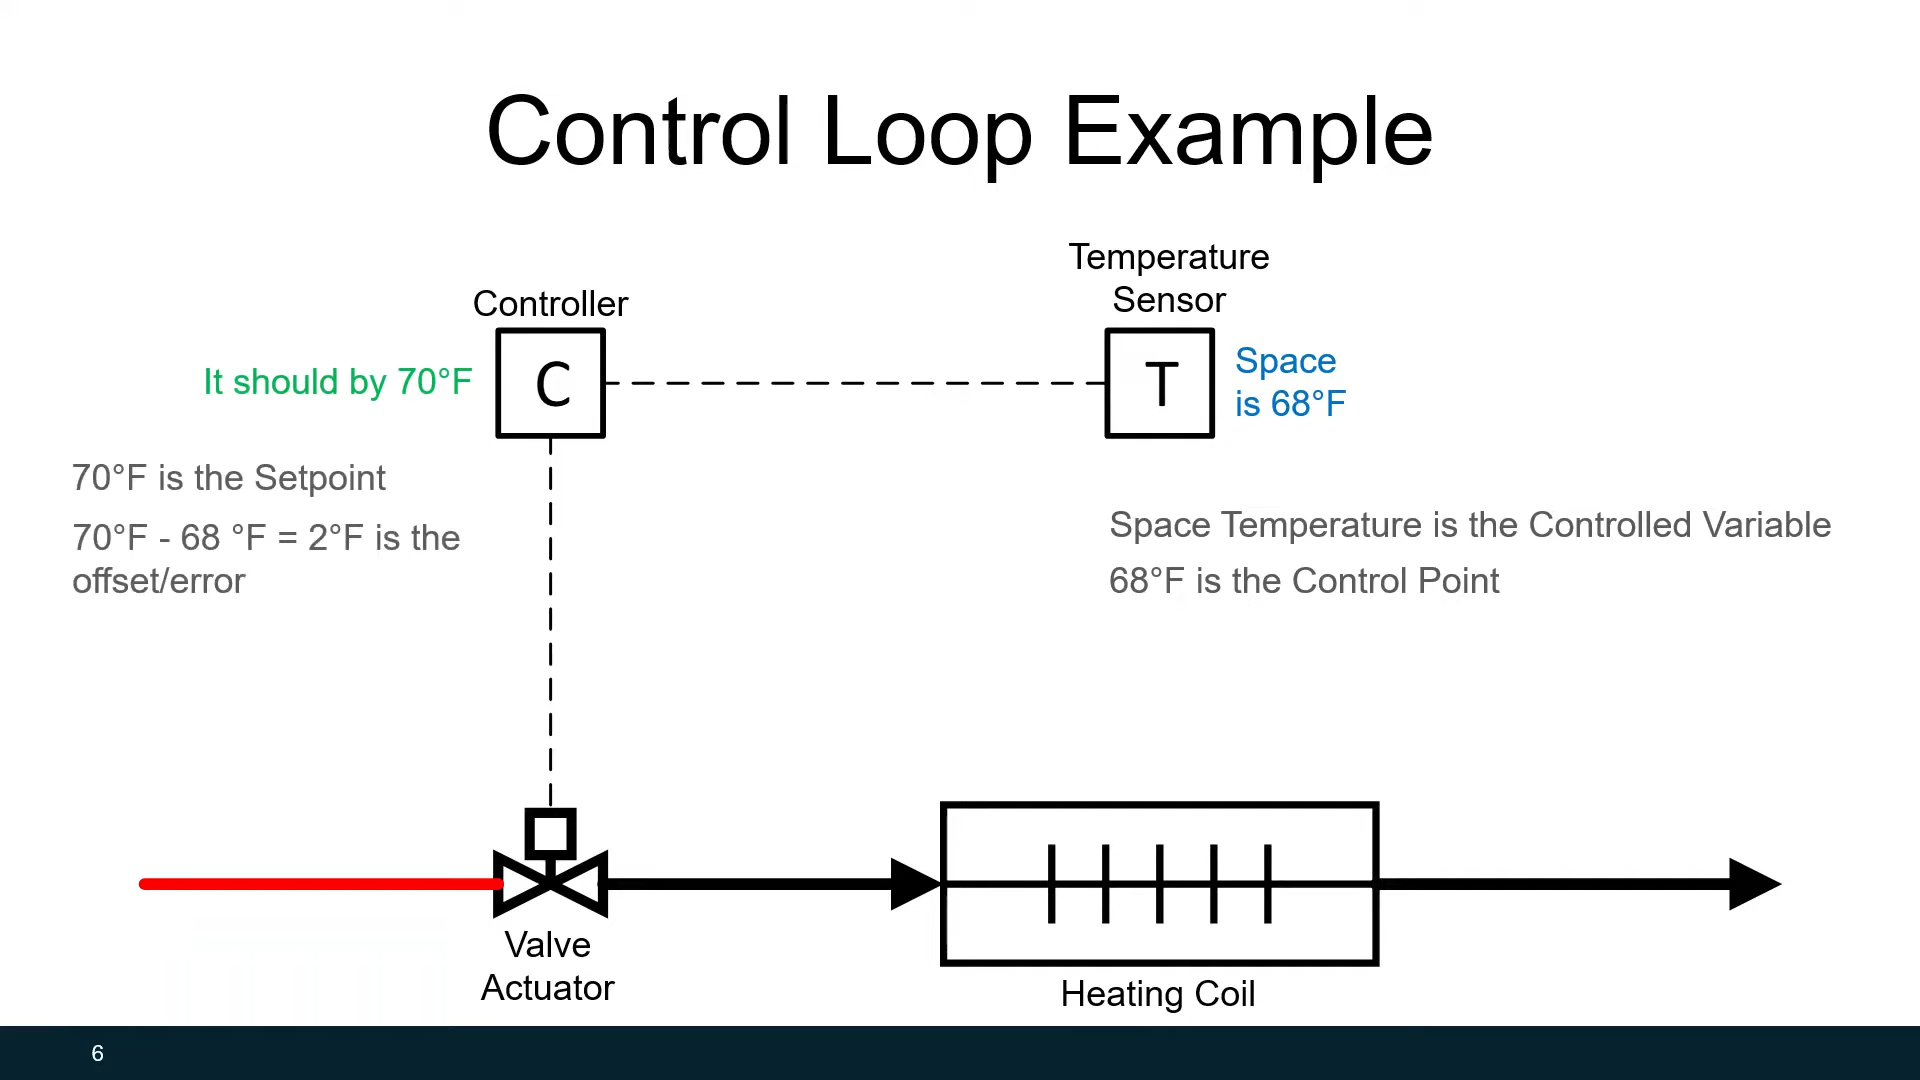 Control Loop Example
Temperature
Sensor
Controller
It should by 70°F
C
T
Space
is 68°F
70°F is the Setpoint
70°F - 68 °F = 2°F is the
offset/error
Space Temperature is the Controlled Variable
68°F is the Control Point
Valve
Actuator
Heating Coil
6